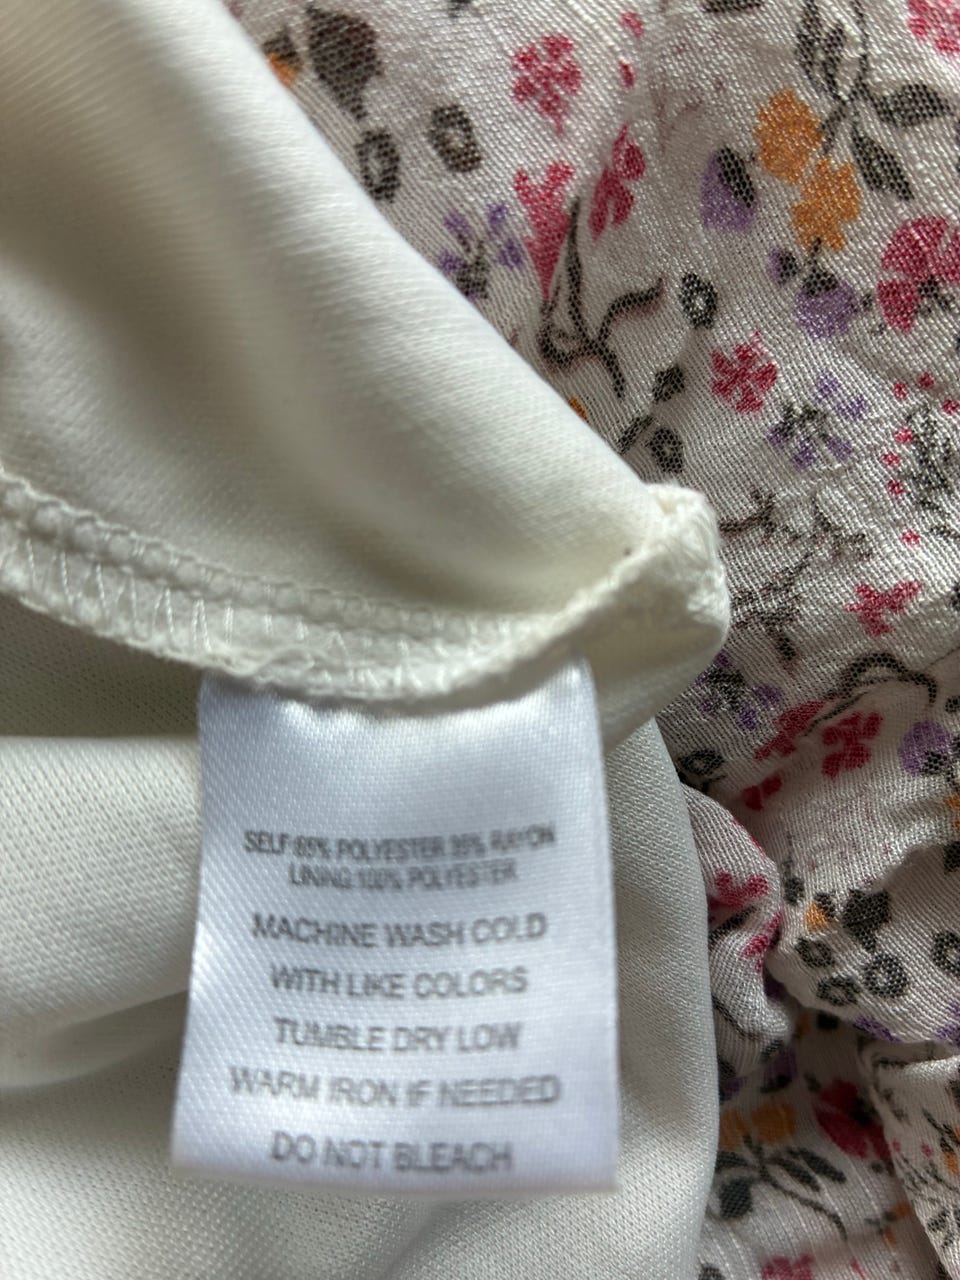 SELF 65% POLYESTER 35% RAYON
LINING 100% POLYESTER
MACHINE WASH COLD
WITH LIKE COLORS
TUMBLE DRY LOW
WARM IRON IF NEEDED
DO NOT BLEACH